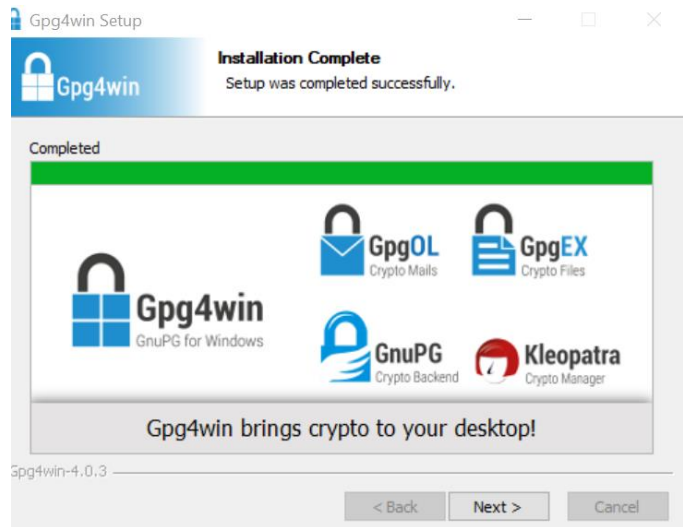 Gpg4win Setup
Installation Complete
Setup was completed successfully.
Gpg4win
Completed
GpgOL
Crypto Mails
GpgEX
Crypto Files
Gpg4win
GnuPG for Windows
GnuPG
Crypto Backend
Kleopatra
Crypto Manager
Gpg4win brings crypto to your desktop!
Gpg4win-4.0.3
< Back
Next >
Cancel